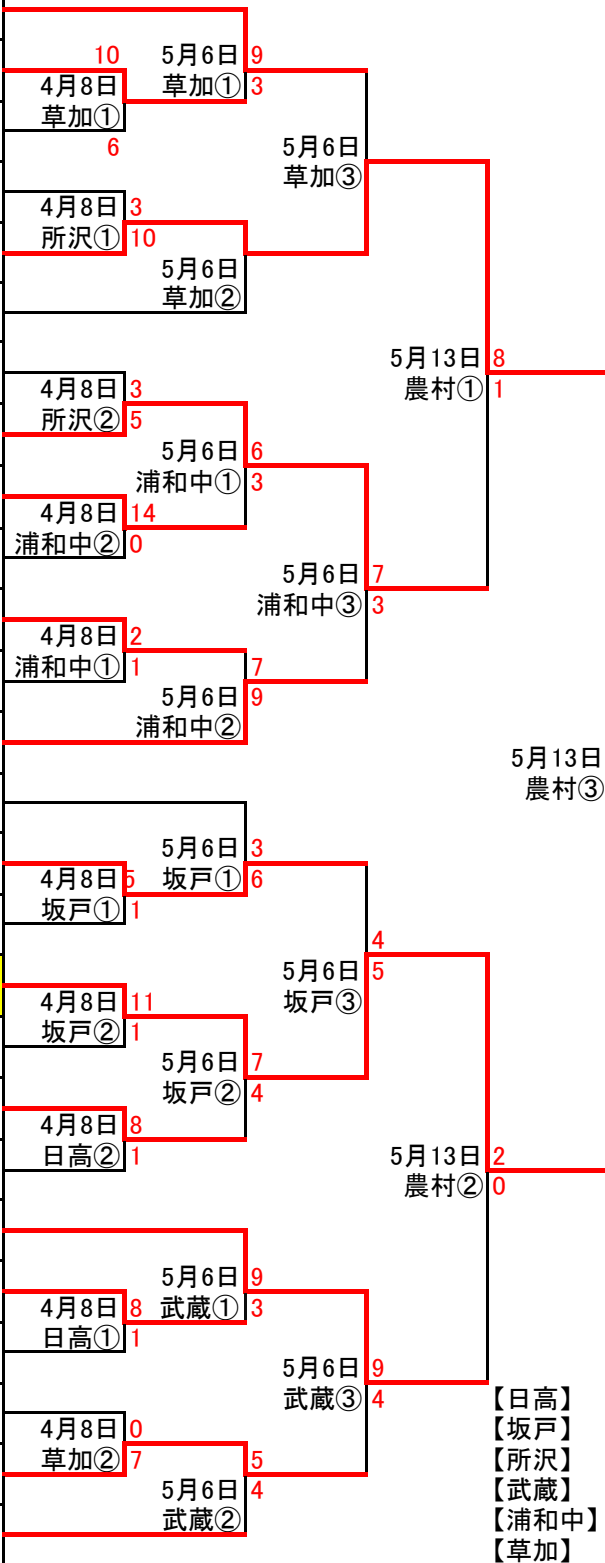 10
5月6日 9
4月8日 草加① 3
草加①
6
5月6日
草加③
4月8日 3
所沢① 10
5月6日
草加②
5月13日 8
農村① 1
4月8日 3
所沢② 5
5月6日 6
浦和中① 3
4月8日 14
浦和中② 0
5月6日 7
浦和中③ 3
4月8日 2
浦和中① 1
7
5月6日 9
浦和中②
5月13日
農村③
5月6日 3
4月8日 5 坂戸① 6
坂戸① 1
4
5月6日 5
坂戸③
4月8日 11
坂戸② 1
5月6日 7
坂戸② 4
4月8日 8
日高② 1
5月13日 2
農村② 0
5月6日 9
4月8日 8 武蔵① 3
日高① 1
5月6日 9
武蔵③ 4
4月8日 0
草加② 7
5
5月6日 4
武蔵②
【日高】
【坂戸】
【所沢】
【武蔵】
【浦和中】
【草加】